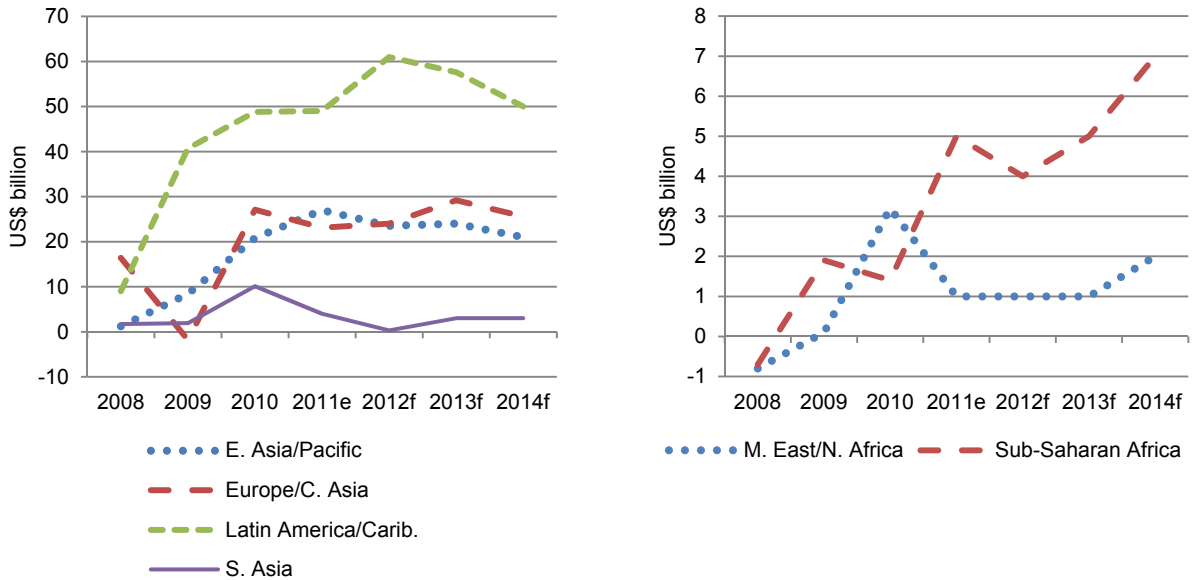 70
60
50
40
30
20
10
0
-10
US$ billion
2008 2009 2010 2011e 2012f 2013f 2014f
E. Asia/Pacific
Europe/C. Asia
Latin America/Carib.
S. Asia
8
7
6
5
4
3
2
1
0
-1
US$ billion
2008 2009 2010 2011e 2012f 2013f 2014f
M. East/N. Africa Sub-Saharan Africa